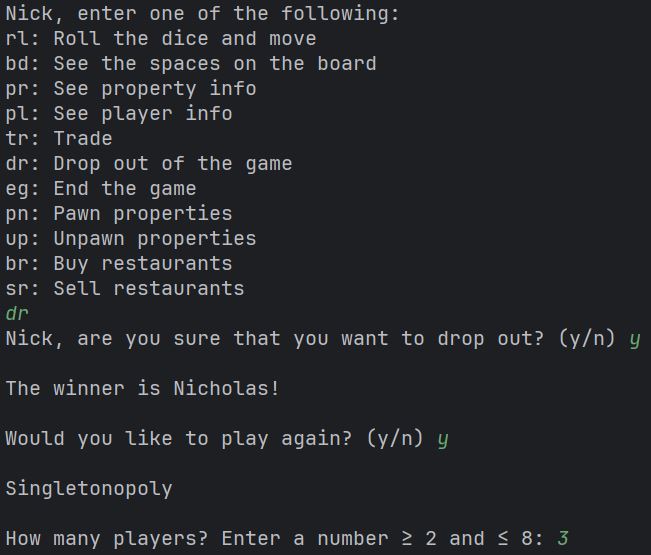 Nick, enter one of the following:
rl: Roll the dice and move
bd: See the spaces on the board
pr: See property info
pl: See player info
tr: Trade
dr: Drop out of the game
eg: End the game
pn: Pawn properties
up: Unpawn properties
br: Buy restaurants
sr: Sell restaurants
dr
Nick, are you sure that you want to drop out? (y/n) y
The winner is Nicholas!
Would you like to play again? (y/n) y
Singletonopoly
How many players? Enter a number ≥ 2 and ≤ 8: 3